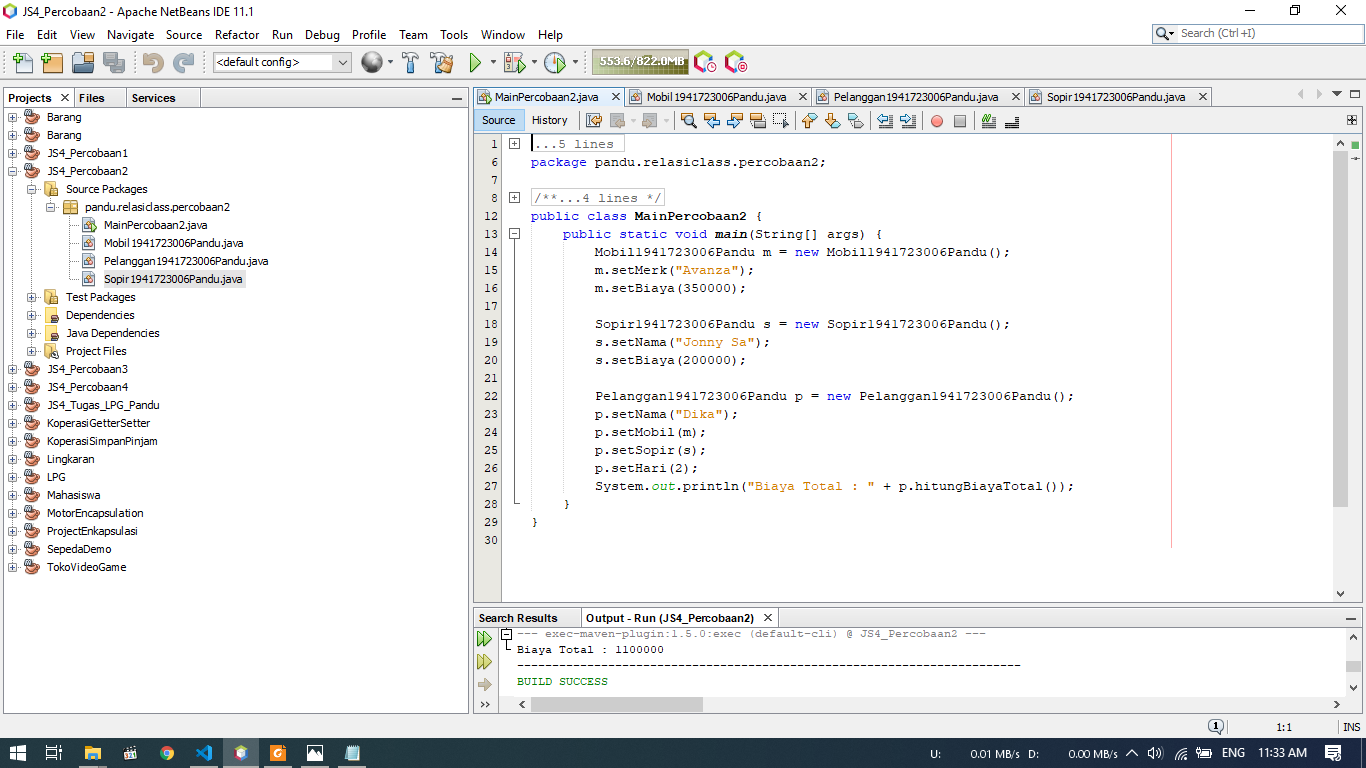 JS4_Percobaan2 - Apache NetBeans IDE 11.1
File Edit View Navigate Source Refactor Run Debug Profile Team Tools Window Help
Search (Ctrl+I)
<default config>
553.6/822.0MB
Projects Files Services
Barang
Barang
JS4_Percobaan1
JS4_Percobaan2
Source Packages
pandu.relasiclass.percobaan2
MainPercobaan2.java
Mobil1941723006Pandu.java
Pelanggan1941723006Pandu.java
Sopir1941723006Pandu.java
Test Packages
Dependencies
Java Dependencies
Project Files
JS4_Percobaan3
JS4_Percobaan4
JS4_Tugas_LPG_Pandu
KoperasiGetterSetter
KoperasiSimpanPinjam
Lingkaran
LPG
Mahasiswa
MotorEncapsulation
ProjectEnkapsulasi
SepedaDemo
TokoVideoGame
MainPercobaan2.java Mobil1941723006Pandu.java Pelanggan1941723006Pandu.java Sopir1941723006Pandu.java
Source History
1 ...5 lines
6 package pandu.relasiclass.percobaan2;
7
8 /**...4 lines */
12 public class MainPercobaan2 {
13 public static void main(String[] args) {
14 Mobil1941723006Pandu m = new Mobil1941723006Pandu();
15 m.setMerk("Avanza");
16 m.setBiaya(350000);
17
18 Sopir1941723006Pandu s = new Sopir1941723006Pandu();
19 s.setNama("Jonny Sa");
20 s.setBiaya(200000);
21
22 Pelanggan1941723006Pandu p = new Pelanggan1941723006Pandu();
23 p.setNama("Dika");
24 p.setMobil(m);
25 p.setSopir(s);
26 p.setHari(2);
27 System.out.println("Biaya Total : " + p.hitungBiayaTotal());
28 }
29 }
30
Search Results Output - Run (JS4_Percobaan2)
--- exec-maven-plugin:1.5.0:exec (default-cli) @ JS4_Percobaan2 ---
Biaya Total : 1100000
------------------------------------------------------------------------
BUILD SUCCESS
1 1:1 INS
U: 0.01 MB/s D: 0.00 MB/s ENG 11:33 AM